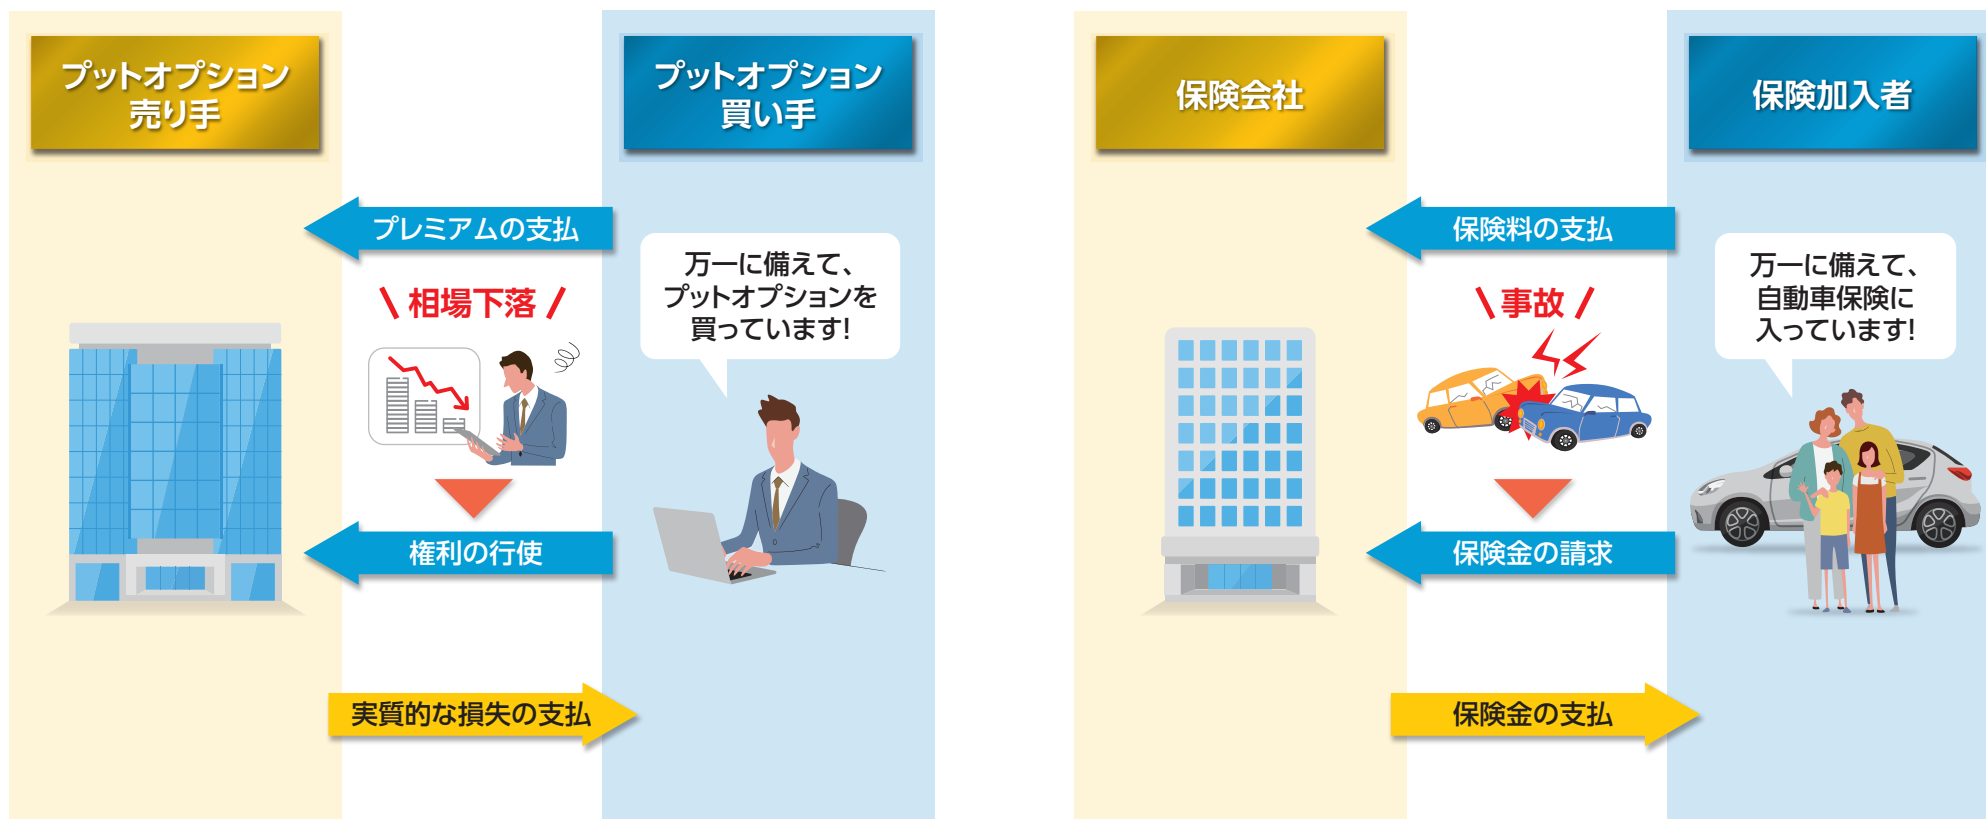 プットオプション
売り手
プットオプション
買い手
プレミアムの支払
万一に備えて、
プットオプションを
買っています!
相場下落
権利の行使
実質的な損失の支払
保険会社
保険加入者
保険料の支払
万一に備えて、
自動車保険に
入っています!
事故
保険金の請求
保険金の支払